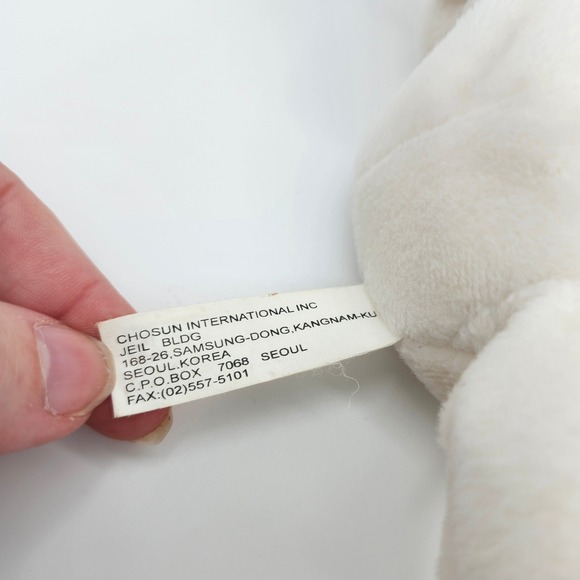 CHOSUN INTERNATIONAL INC
JEIL BLDG
168-26,SAMSUNG-DONG,KANGNAM-KU
SEOUL,KOREA
C.P.O.BOX 7068 SEOUL
FAX:(02)557-5101